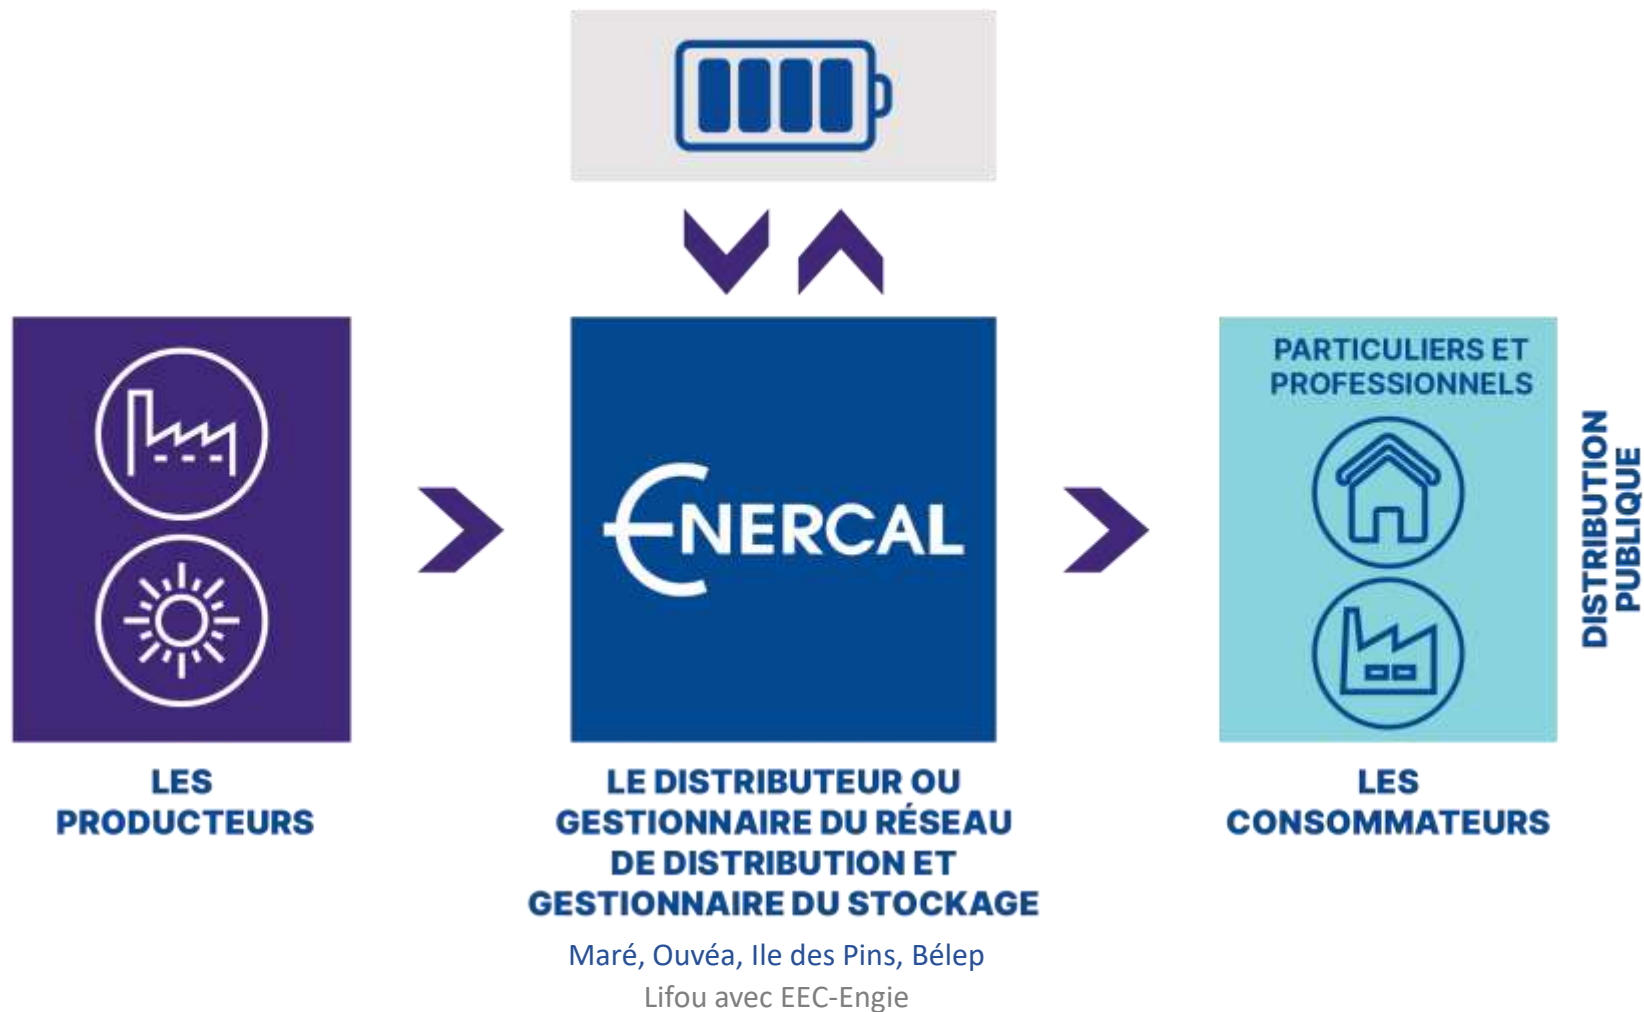 ENERCAL
LES
PRODUCTEURS
LE DISTRIBUTEUR OU
GESTIONNAIRE DU RÉSEAU
DE DISTRIBUTION ET
GESTIONNAIRE DU STOCKAGE
Maré, Ouvéa, Ile des Pins, Bélep
Lifou avec EEC-Engie
PARTICULIERS ET
PROFESSIONNELS
LES
CONSOMMATEURS
DISTRIBUTION
PUBLIQUE